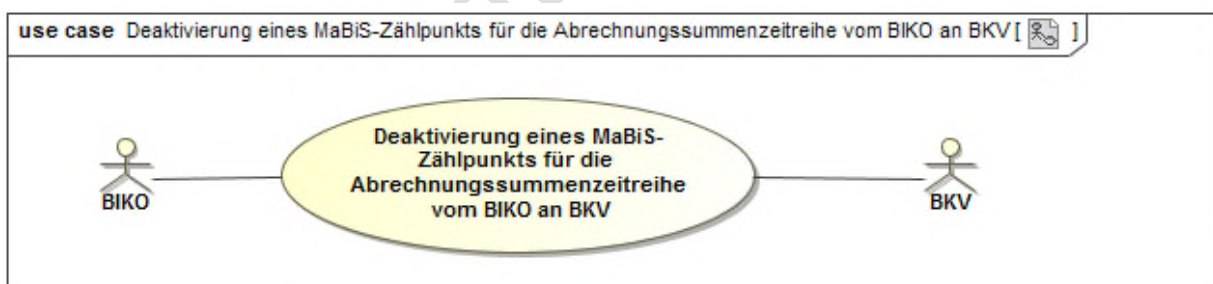 use case Deaktivierung eines MaBiS-Zählpunkts für die Abrechnungssummenzeitreihe vom BIKO an BKV [ ]
Deaktivierung eines MaBiS-
Zählpunkts für die
Abrechnungssummenzeitreihe
vom BIKO an BKV
BIKO
BKV